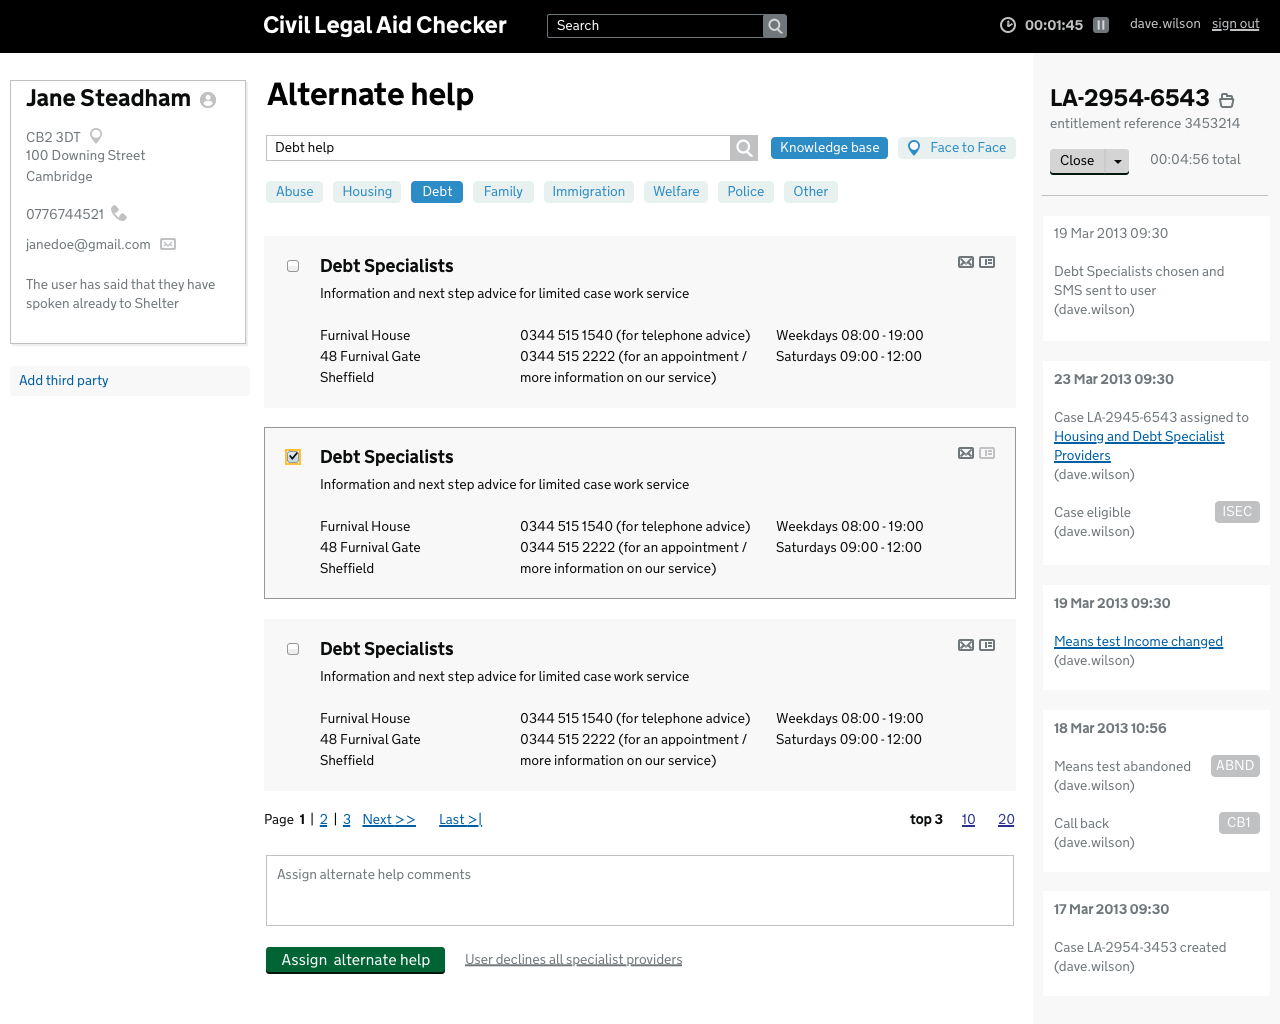 Civil Legal Aid Checker
Search
00:01:45
dave.wilson sign out
Jane Steadham
CB2 3DT
100 Downing Street
Cambridge
0776744521
janedoe@gmail.com
The user has said that they have
spoken already to Shelter
Add third party
Alternate help
Debt help
Knowledge base
Face to Face
Abuse Housing Debt Family Immigration Welfare Police Other
Debt Specialists
Information and next step advice for limited case work service
Furnival House 0344 515 1540 (for telephone advice) Weekdays 08:00 - 19:00
48 Furnival Gate 0344 515 2222 (for an appointment / Saturdays 09:00 - 12:00
Sheffield more information on our service)
Debt Specialists
Information and next step advice for limited case work service
Furnival House 0344 515 1540 (for telephone advice) Weekdays 08:00 - 19:00
48 Furnival Gate 0344 515 2222 (for an appointment / Saturdays 09:00 - 12:00
Sheffield more information on our service)
Debt Specialists
Information and next step advice for limited case work service
Furnival House 0344 515 1540 (for telephone advice) Weekdays 08:00 - 19:00
48 Furnival Gate 0344 515 2222 (for an appointment / Saturdays 09:00 - 12:00
Sheffield more information on our service)
Page 1 | 2 | 3 Next >> Last >| top 3 10 20
Assign alternate help comments
Assign alternate help
User declines all specialist providers
LA-2954-6543
entitlement reference 3453214
Close
00:04:56 total
19 Mar 2013 09:30
Debt Specialists chosen and
SMS sent to user
(dave.wilson)
23 Mar 2013 09:30
Case LA-2945-6543 assigned to
Housing and Debt Specialist
Providers
(dave.wilson)
Case eligible ISEC
(dave.wilson)
19 Mar 2013 09:30
Means test Income changed
(dave.wilson)
18 Mar 2013 10:56
Means test abandoned ABND
(dave.wilson)
Call back CB1
(dave.wilson)
17 Mar 2013 09:30
Case LA-2954-3453 created
(dave.wilson)